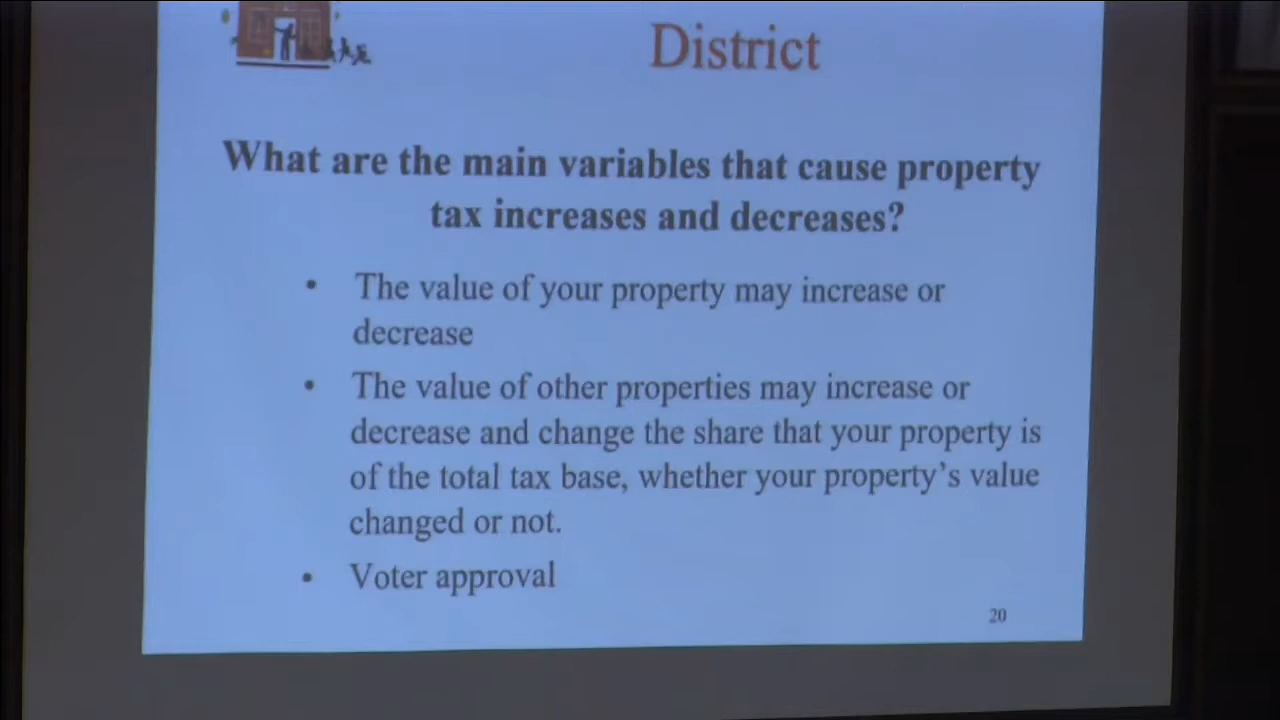 District
What are the main variables that cause property
tax increases and decreases?
• The value of your property may increase or
decrease
• The value of other properties may increase or
decrease and change the share that your property is
of the total tax base, whether your property's value
changed or not.
• Voter approval
20